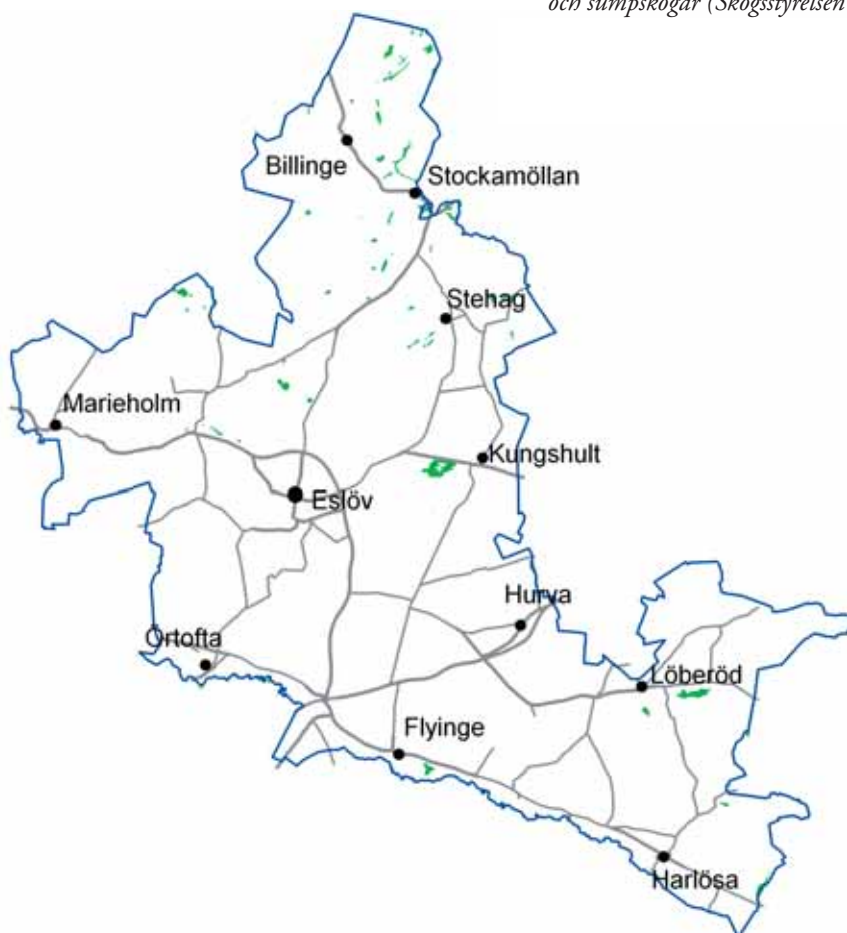 och sumpskogar (Skogsstyrelsen
Billinge
Stockamöllan
Stehag
Marieholm
Kungshult
Eslöv
Hurva
Örtofta
Löberöd
Flyinge
Harlösa